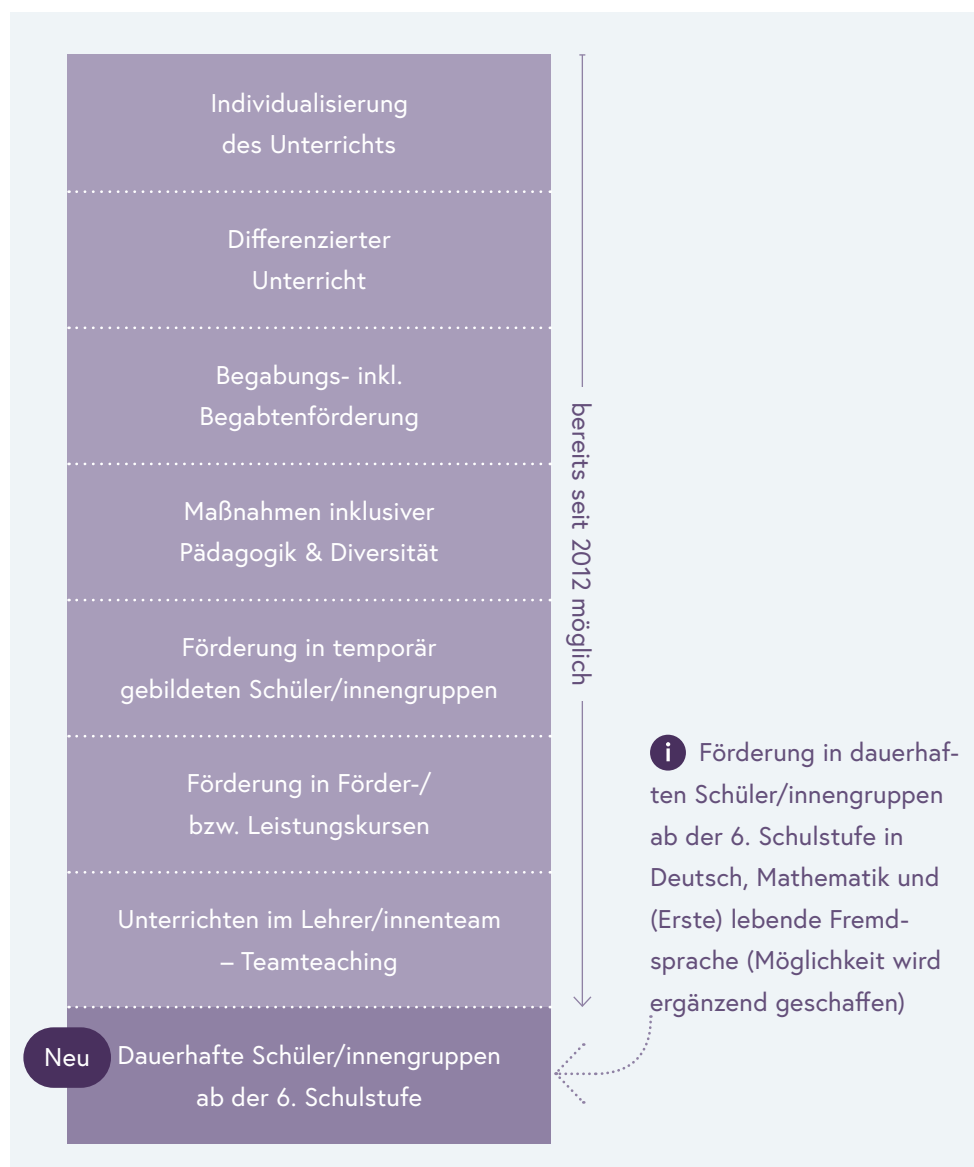 Individualisierung
des Unterrichts
Differenzierter
Unterricht
Begabungs- inkl.
Begabtenförderung
Maßnahmen inklusiver
Pädagogik & Diversität
Förderung in temporär
gebildeten Schüler/innengruppen
Förderung in Förder-/
bzw. Leistungskursen
Unterrichten im Lehrer/innenteam
– Teamteaching
Neu
Dauerhafte Schüler/innengruppen
ab der 6. Schulstufe
bereits seit 2012 möglich
i Förderung in dauerhaf-
ten Schüler/innengruppen
ab der 6. Schulstufe in
Deutsch, Mathematik und
(Erste) lebende Fremd-
sprache (Möglichkeit wird
ergänzend geschaffen)